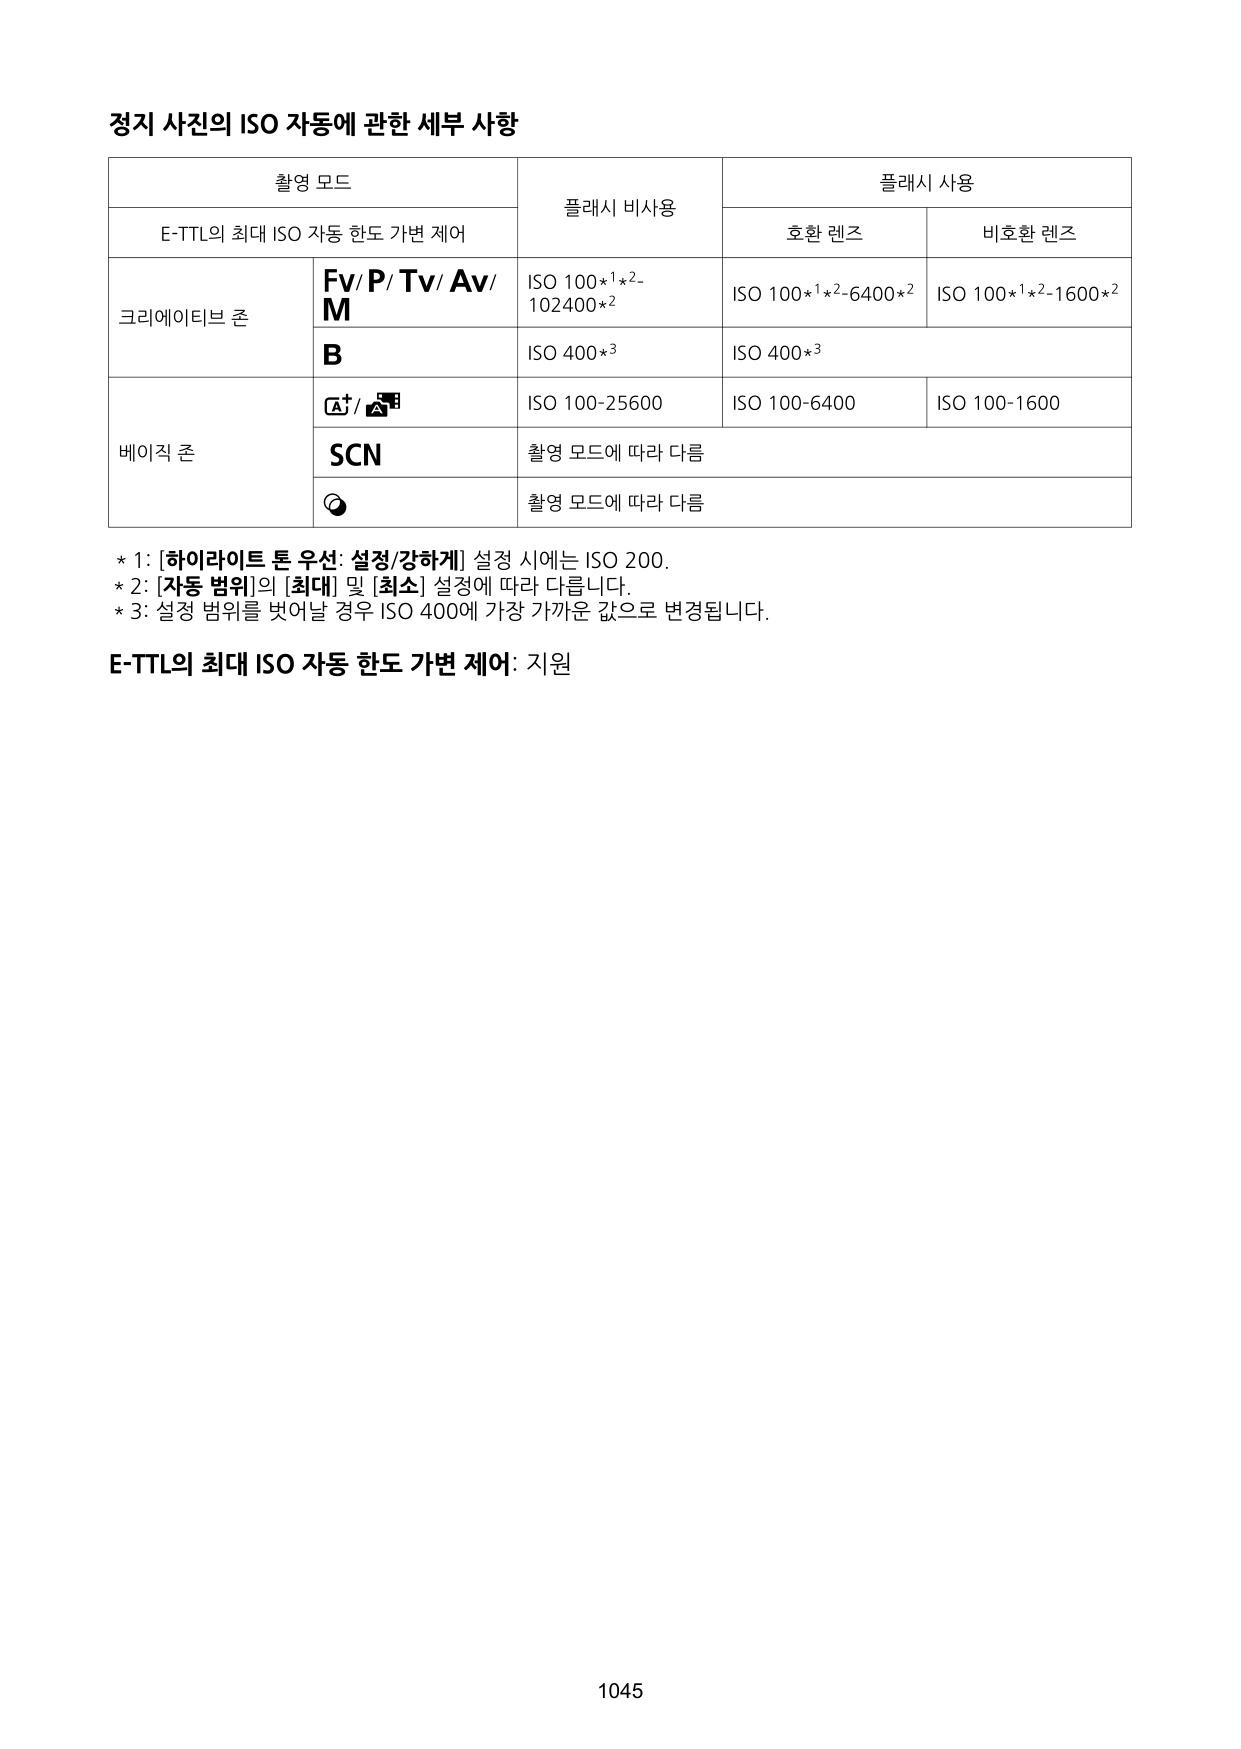 정지 사진의 ISO 자동에 관한 세부 사항
촬영 모드
플래시 비사용
플래시 사용
E-TTL의 최대 ISO 자동 한도 가변 제어
호환 렌즈
비호환 렌즈
크리에이티브 존
Fv/ P/ Tv/ Av/
M
ISO 100*1*2-
102400*2
ISO 100*1*2-6400*2
ISO 100*1*2-1600*2
B
ISO 400*3
ISO 400*3
베이직 존
A+/ A
ISO 100-25600
ISO 100-6400
ISO 100-1600
SCN
촬영 모드에 따라 다름
촬영 모드에 따라 다름
* 1: [하이라이트 톤 우선: 설정/강하게] 설정 시에는 ISO 200.
* 2: [자동 범위]의 [최대] 및 [최소] 설정에 따라 다릅니다.
* 3: 설정 범위를 벗어날 경우 ISO 400에 가장 가까운 값으로 변경됩니다.
E-TTL의 최대 ISO 자동 한도 가변 제어: 지원
1045